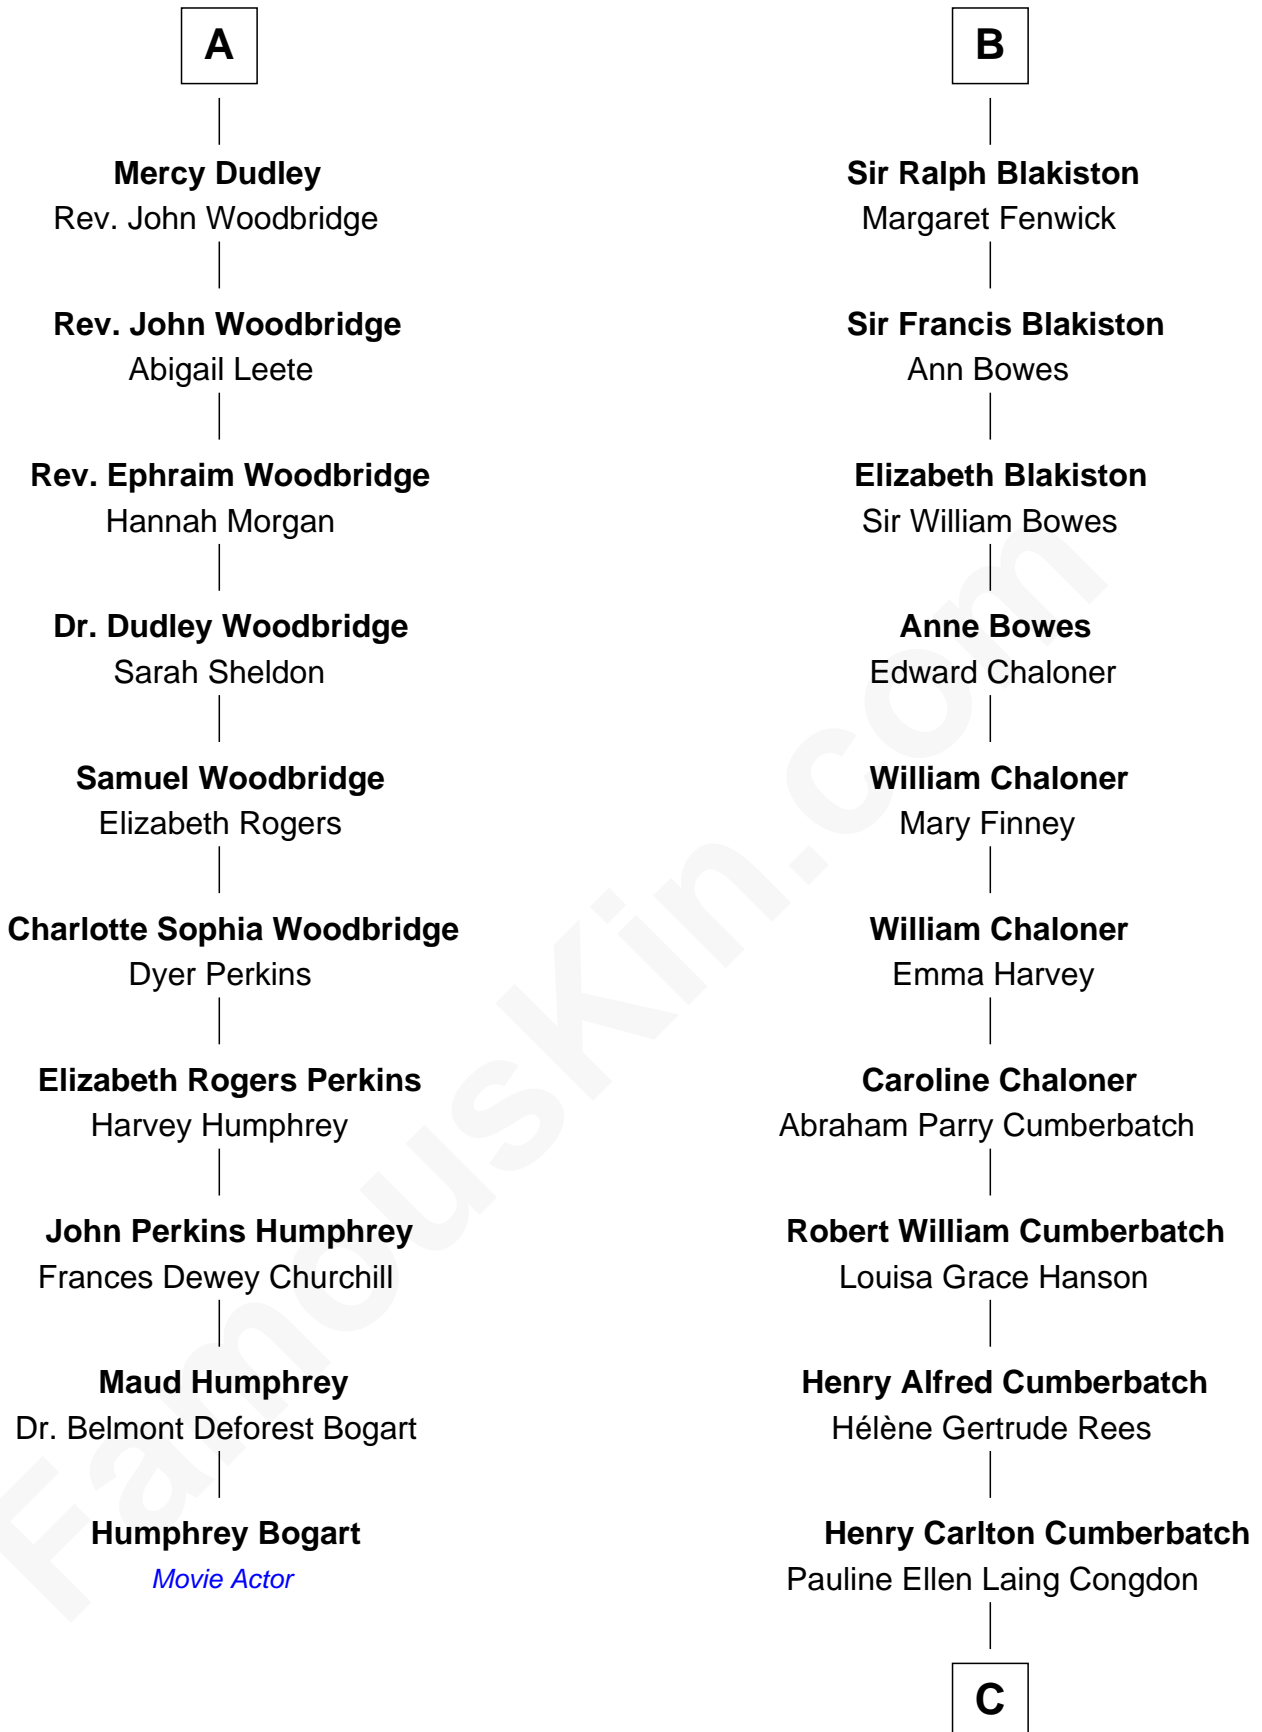 A
Mercy Dudley
Rev. John Woodbridge
Rev. John Woodbridge
Abigail Leete
Rev. Ephraim Woodbridge
Hannah Morgan
Dr. Dudley Woodbridge
Sarah Sheldon
Samuel Woodbridge
Elizabeth Rogers
Charlotte Sophia Woodbridge
Dyer Perkins
Elizabeth Rogers Perkins
Harvey Humphrey
John Perkins Humphrey
Frances Dewey Churchill
Maud Humphrey
Dr. Belmont Deforest Bogart
Humphrey Bogart
Movie Actor
B
Sir Ralph Blakiston
Margaret Fenwick
Sir Francis Blakiston
Ann Bowes
Elizabeth Blakiston
Sir William Bowes
Anne Bowes
Edward Chaloner
William Chaloner
Mary Finney
William Chaloner
Emma Harvey
Caroline Chaloner
Abraham Parry Cumberbatch
Robert William Cumberbatch
Louisa Grace Hanson
Henry Alfred Cumberbatch
Hélène Gertrude Rees
Henry Carlton Cumberbatch
Pauline Ellen Laing Congdon
C
FamousKin.com